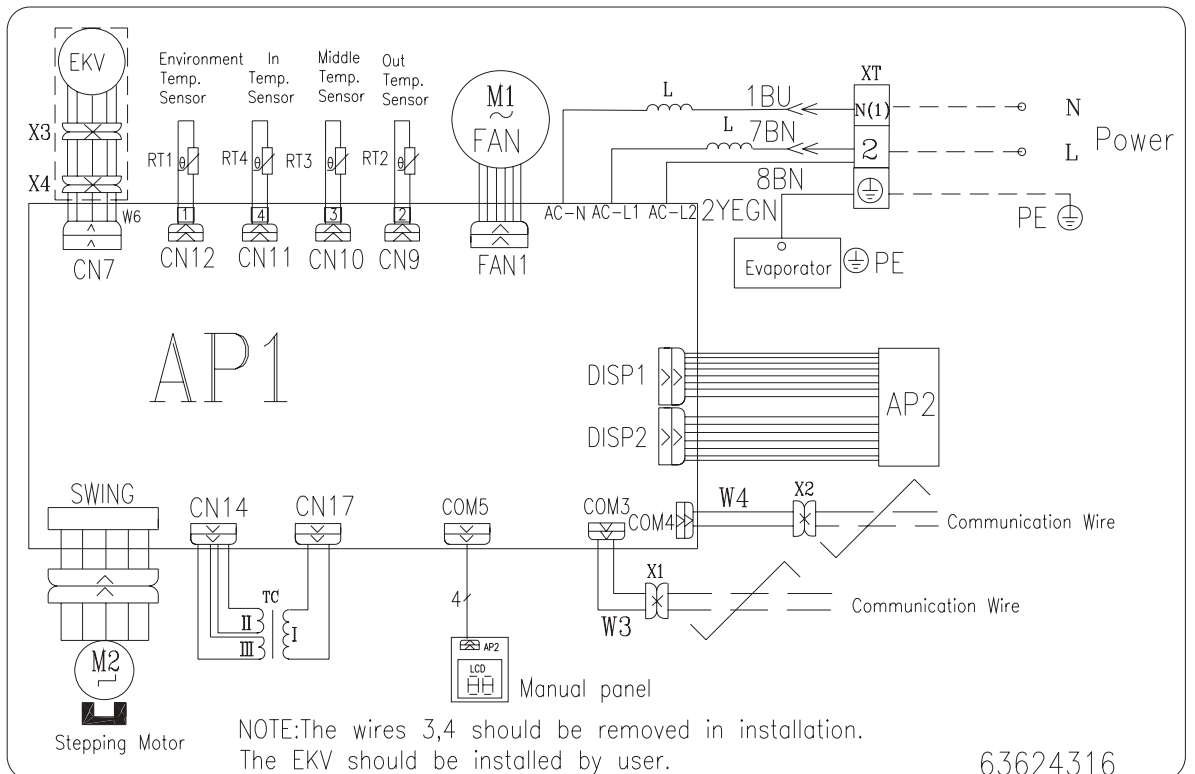 EKV
X3
X4
W6
CN7
Environment
Temp.
Sensor
In
Temp.
Sensor
Middle
Temp.
Sensor
Out
Temp.
Sensor
RT1
θ
RT4
θ
RT3
θ
RT2
θ
1
4
3
2
CN12
CN11
CN10
CN9
M1
~
FAN
FAN1
L
1BU
L
7BN
8BN
2YEGN
AC-N
AC-L1
AC-L2
XT
N(1)
2
N
L
Power
PE
Evaporator
PE
AP1
DISP1
DISP2
AP2
SWING
CN14
CN17
COM5
COM3
COM4
W4
X2
Communication Wire
X1
W3
Communication Wire
TC
II
III
I
4
AP2
LCD
88
Manual panel
M2
Stepping Motor
NOTE:The wires 3,4 should be removed in installation.
The EKV should be installed by user.
63624316